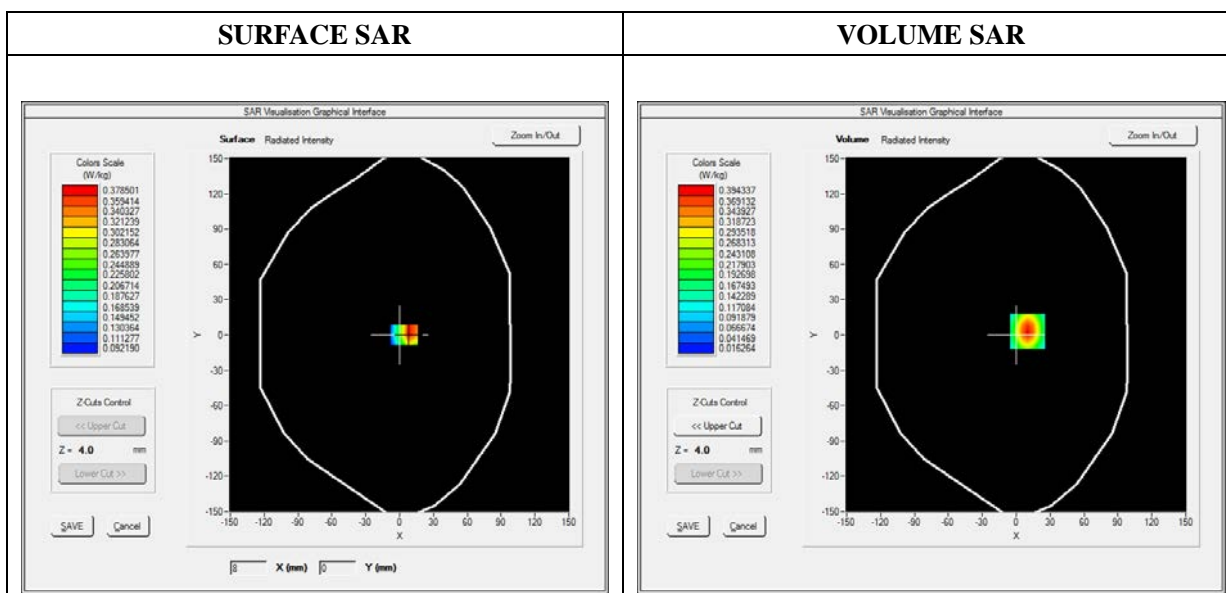 SURFACE SAR
SAR Visualisation Graphical Interface
Surface Radiated Intensity
Zoom In/Out
Colors Scale
(W/kg)
0.378501
0.359414
0.340327
0.321239
0.302152
0.283064
0.263977
0.244889
0.225802
0.206714
0.187627
0.168539
0.149452
0.130364
0.111277
0.092190
Z-Cuts Control
<< Upper Cut
Z = 4.0 mm
Lower Cut >>
SAVE Cancel
150
120
90
60
30
0
-30
-60
-90
-120
-150
Y
-150 -120 -90 -60 -30 0 30 60 90 120 150
X
8 X (mm) 0 Y (mm)
VOLUME SAR
SAR Visualisation Graphical Interface
Volume Radiated Intensity
Zoom In/Out
Colors Scale
(W/kg)
0.394337
0.369132
0.343927
0.318723
0.293518
0.268313
0.243108
0.217903
0.192698
0.167493
0.142289
0.117084
0.091879
0.066674
0.041469
0.016264
Z-Cuts Control
<< Upper Cut
Z = 4.0 mm
Lower Cut >>
SAVE Cancel
150
120
90
60
30
0
-30
-60
-90
-120
-150
Y
-150 -120 -90 -60 -30 0 30 60 90 120 150
X